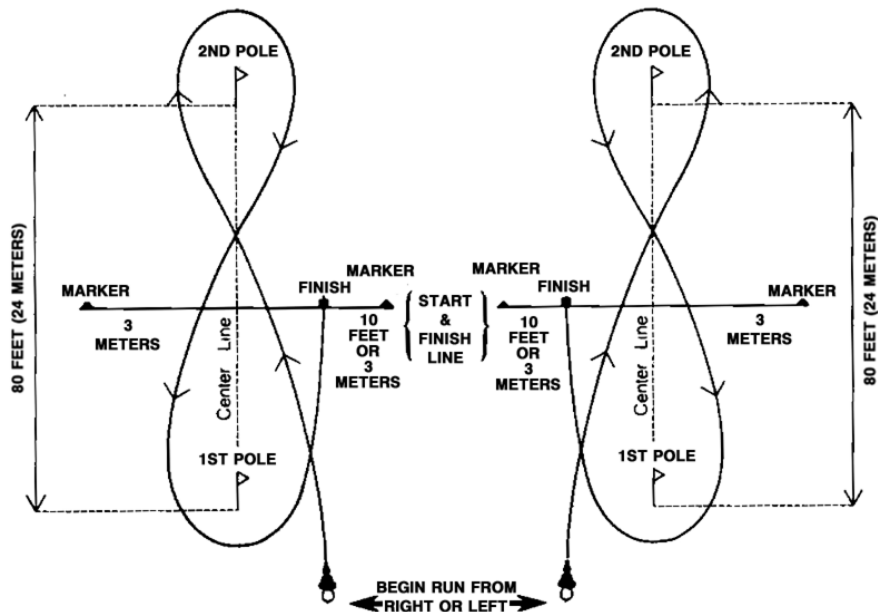 2ND POLE
80 FEET (24 METERS)
MARKER
3
METERS
Center Line
FINISH
MARKER
10
FEET
OR
3
METERS
1ST POLE
START
&
FINISH
LINE
2ND POLE
MARKER
FINISH
10
FEET
OR
3
METERS
Center Line
MARKER
3
METERS
1ST POLE
80 FEET (24 METERS)
BEGIN RUN FROM
RIGHT OR LEFT